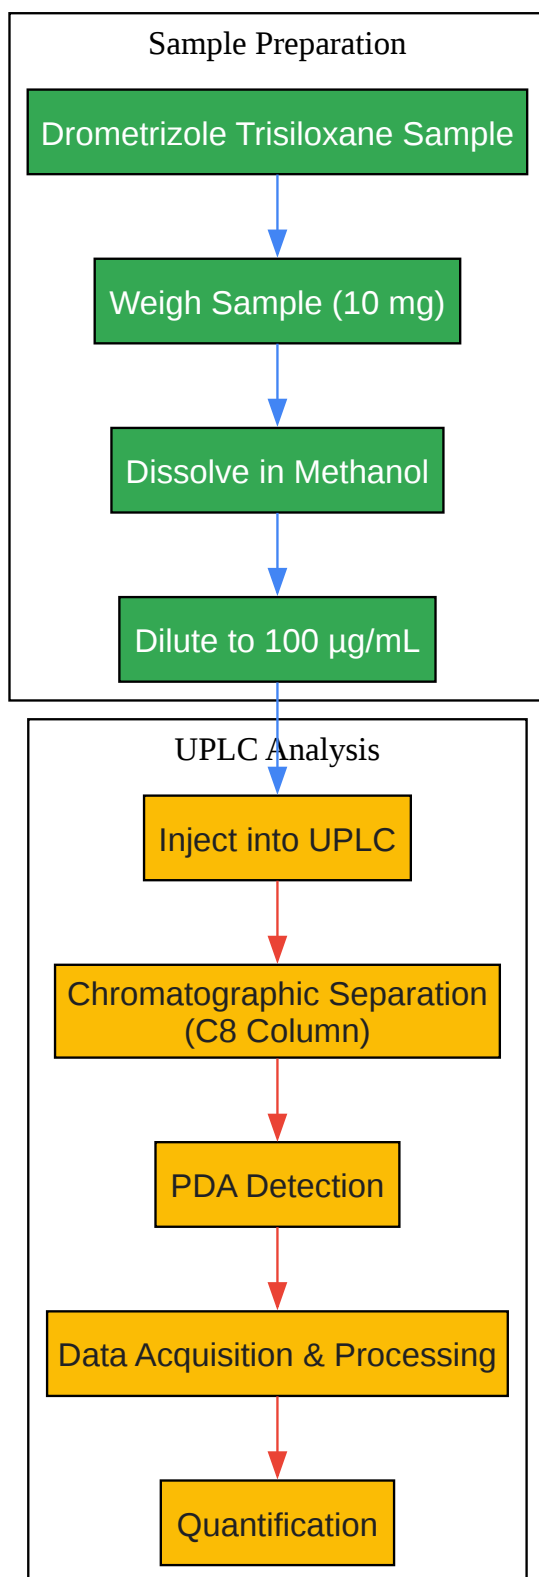 Sample Preparation
Drometrizole Trisiloxane Sample
Weigh Sample (10 mg)
Dissolve in Methanol
Dilute to 100 µg/mL
UPLC Analysis
Inject into UPLC
Chromatographic Separation
(C8 Column)
PDA Detection
Data Acquisition & Processing
Quantification